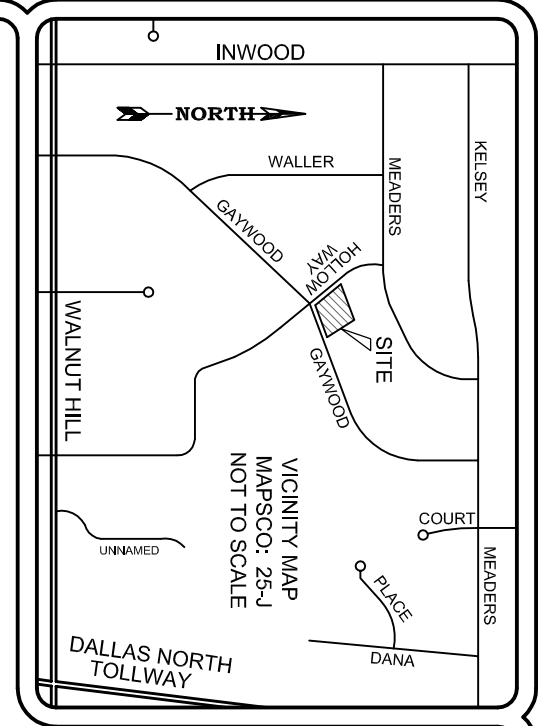 INWOOD
NORTH
WALLER
MEADERS
KELSEY
GAYWOOD
HOLLOW
WAY
SITE
GAYWOOD
WALNUT HILL
VICINITY MAP
MAPSCO: 25-J
NOT TO SCALE
COURT
MEADERS
UNNAMED
PLACE
DANA
DALLAS NORTH
TOLLWAY